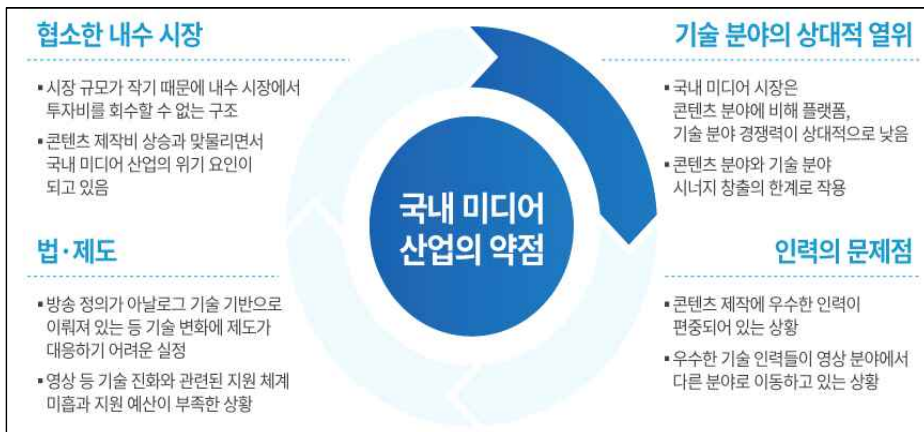 협소한 내수 시장
▪시장 규모가 작기 때문에 내수 시장에서
투자비를 회수할 수 없는 구조
▪콘텐츠 제작비 상승과 맞물리면서
국내 미디어 산업의 위기 요인이
되고 있음
기술 분야의 상대적 열위
▪국내 미디어 시장은
콘텐츠 분야에 비해 플랫폼,
기술 분야 경쟁력이 상대적으로 낮음
▪콘텐츠 분야와 기술 분야
시너지 창출의 한계로 작용
국내 미디어
산업의 약점
법·제도
▪방송 정의가 아날로그 기술 기반으로
이뤄져 있는 등 기술 변화에 제도가
대응하기 어려운 실정
▪영상 등 기술 진화와 관련된 지원 체계
미흡과 지원 예산이 부족한 상황
인력의 문제점
▪콘텐츠 제작에 우수한 인력이
편중되어 있는 상황
▪우수한 기술 인력들이 영상 분야에서
다른 분야로 이동하고 있는 상황